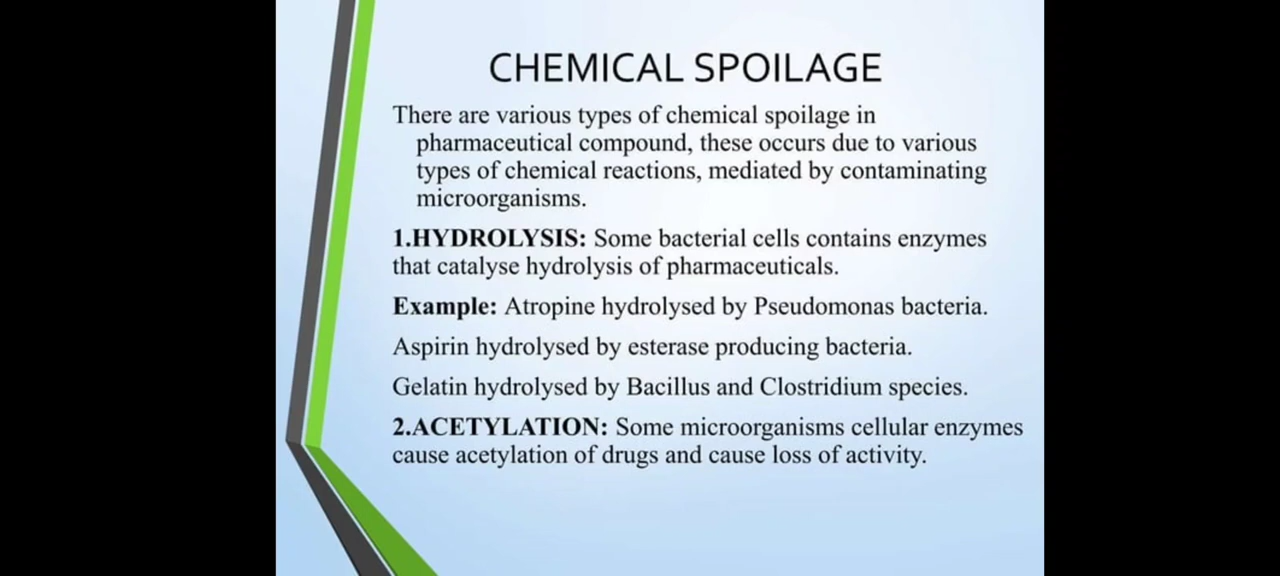 CHEMICAL SPOILAGE
There are various types of chemical spoilage in
pharmaceutical compound, these occurs due to various
types of chemical reactions, mediated by contaminating
microorganisms.
1.HYDROLYSIS: Some bacterial cells contains enzymes
that catalyse hydrolysis of pharmaceuticals.
Example: Atropine hydrolysed by Pseudomonas bacteria.
Aspirin hydrolysed by esterase producing bacteria.
Gelatin hydrolysed by Bacillus and Clostridium species.
2.ACETYLATION: Some microorganisms cellular enzymes
cause acetylation of drugs and cause loss of activity.